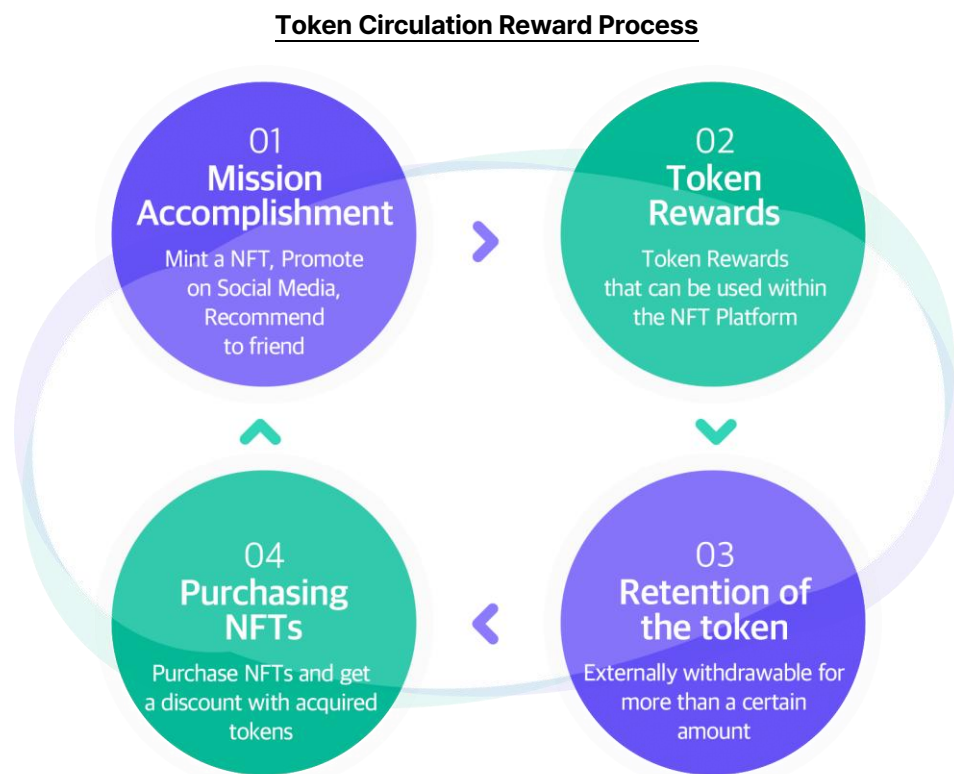 Token Circulation Reward Process
01
Mission
Accomplishment
Mint a NFT, Promote
on Social Media,
Recommend
to friend
02
Token
Rewards
Token Rewards
that can be used within
the NFT Platform
03
Retention of
the token
Externally withdrawable for
more than a certain
amount
04
Purchasing
NFTs
Purchase NFTs and get
a discount with acquired
tokens